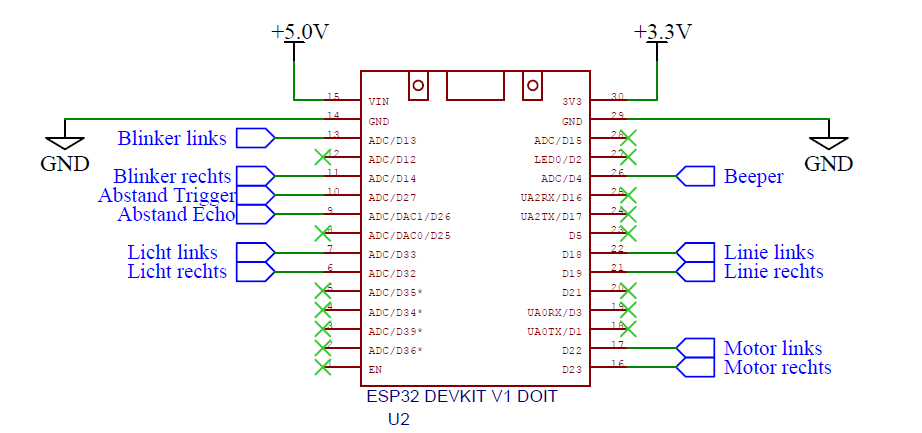 +5.0V
+3.3V
15 VIN 3V3 30
14 GND GND 29
GND
GND
Blinker links 13 ADC/D13 ADC/D15 28
12 ADC/D12 LED0/D2 27
Blinker rechts 11 ADC/D14 ADC/D4 26 Beeper
Abstand Trigger 10 ADC/D27 UA2RX/D16 25
Abstand Echo 9 ADC/DAC1/D26 UA2TX/D17 24
8 ADC/DAC0/D25 D5 23
Licht links 7 ADC/D33 D18 22 Linie links
Licht rechts 6 ADC/D32 D19 21 Linie rechts
5 ADC/D35* D21 20
4 ADC/D34* UA0RX/D3 19
3 ADC/D39* UA0TX/D1 18
2 ADC/D36* D22 17 Motor links
1 EN D23 16 Motor rechts
ESP32 DEVKIT V1 DOIT
U2